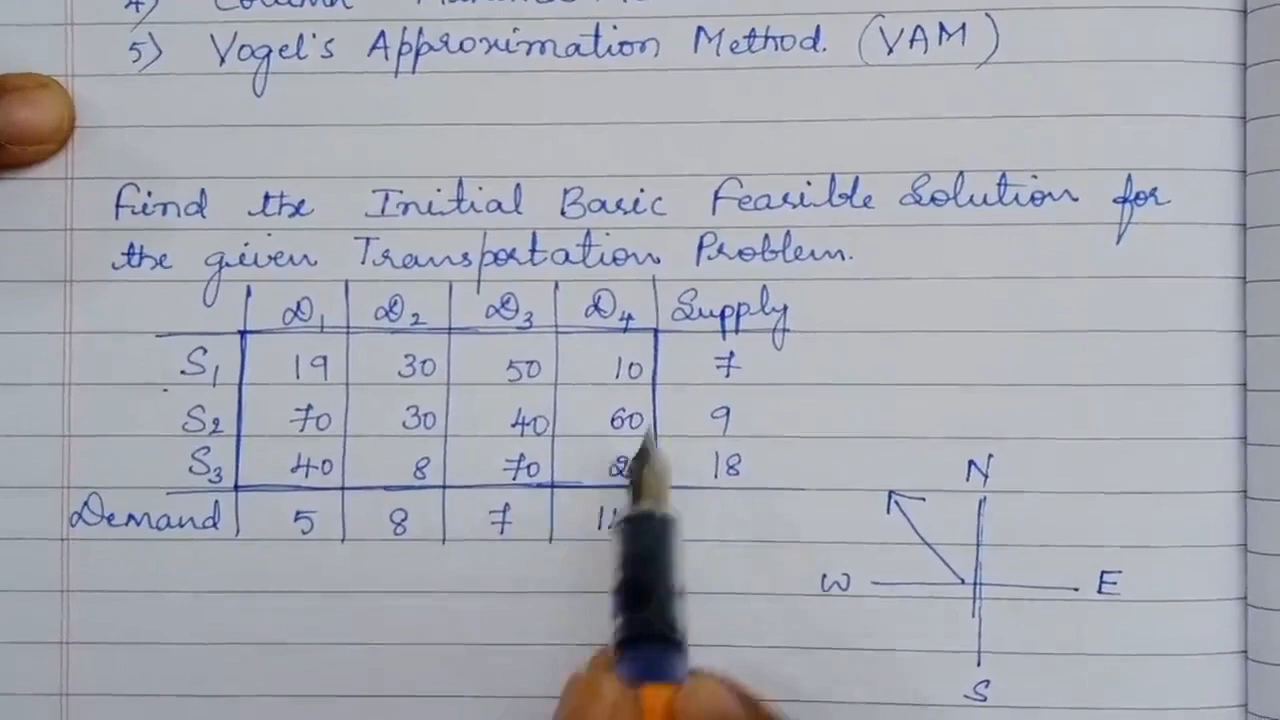 4) Column
5) Vogel's Approximation Method. (VAM)
Find the Initial Basic Feasible Solution for
the given Transportation Problem.
D1 D2 D3 D4 Supply
S1 19 30 50 10 7
S2 70 30 40 60 9
S3 40 8 70 18
Demand 5 8 7
N
W E
S